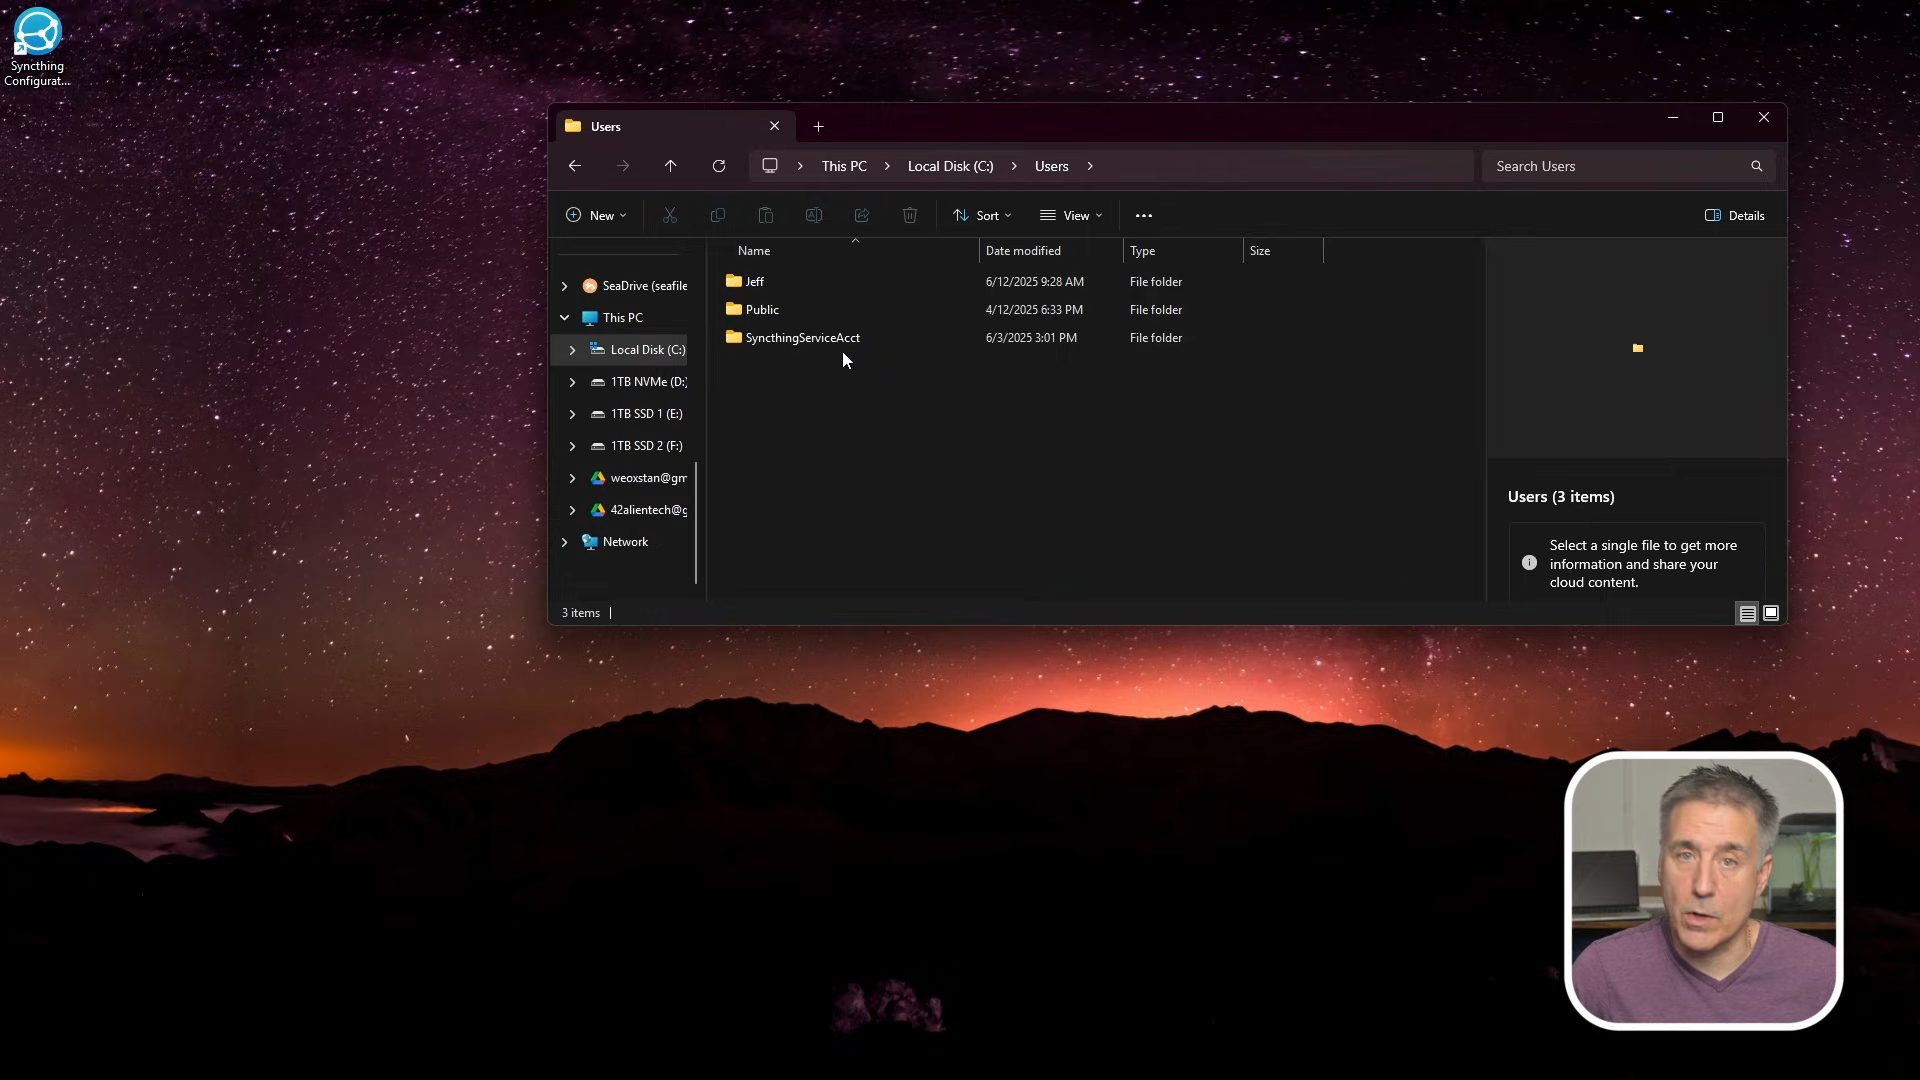 Syncthing
Configurat...
Users
This PC
Local Disk (C:)
Users
Search Users
New
Sort
View
Details
Name
Date modified
Type
Size
Jeff
6/12/2025 9:28 AM
File folder
Public
4/12/2025 6:33 PM
File folder
SyncthingServiceAcct
6/3/2025 3:01 PM
File folder
SeaDrive (seafile
This PC
Local Disk (C:)
1TB NVMe (D:)
1TB SSD 1 (E:)
1TB SSD 2 (F:)
weoxstan@gm
42alientech@g
Network
Users (3 items)
Select a single file to get more
information and share your
cloud content.
3 items